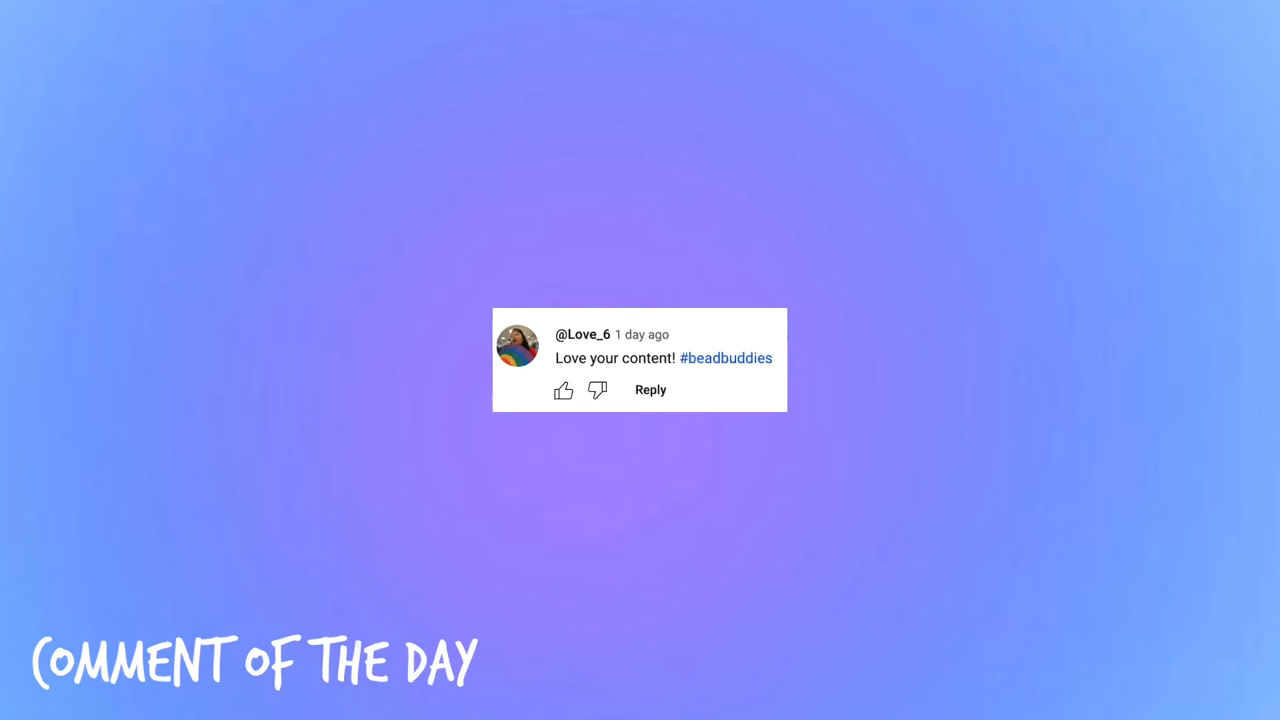 @Love_6 1 day ago
Love your content! #beadbuddies
Reply
COMMENT OF THE DAY